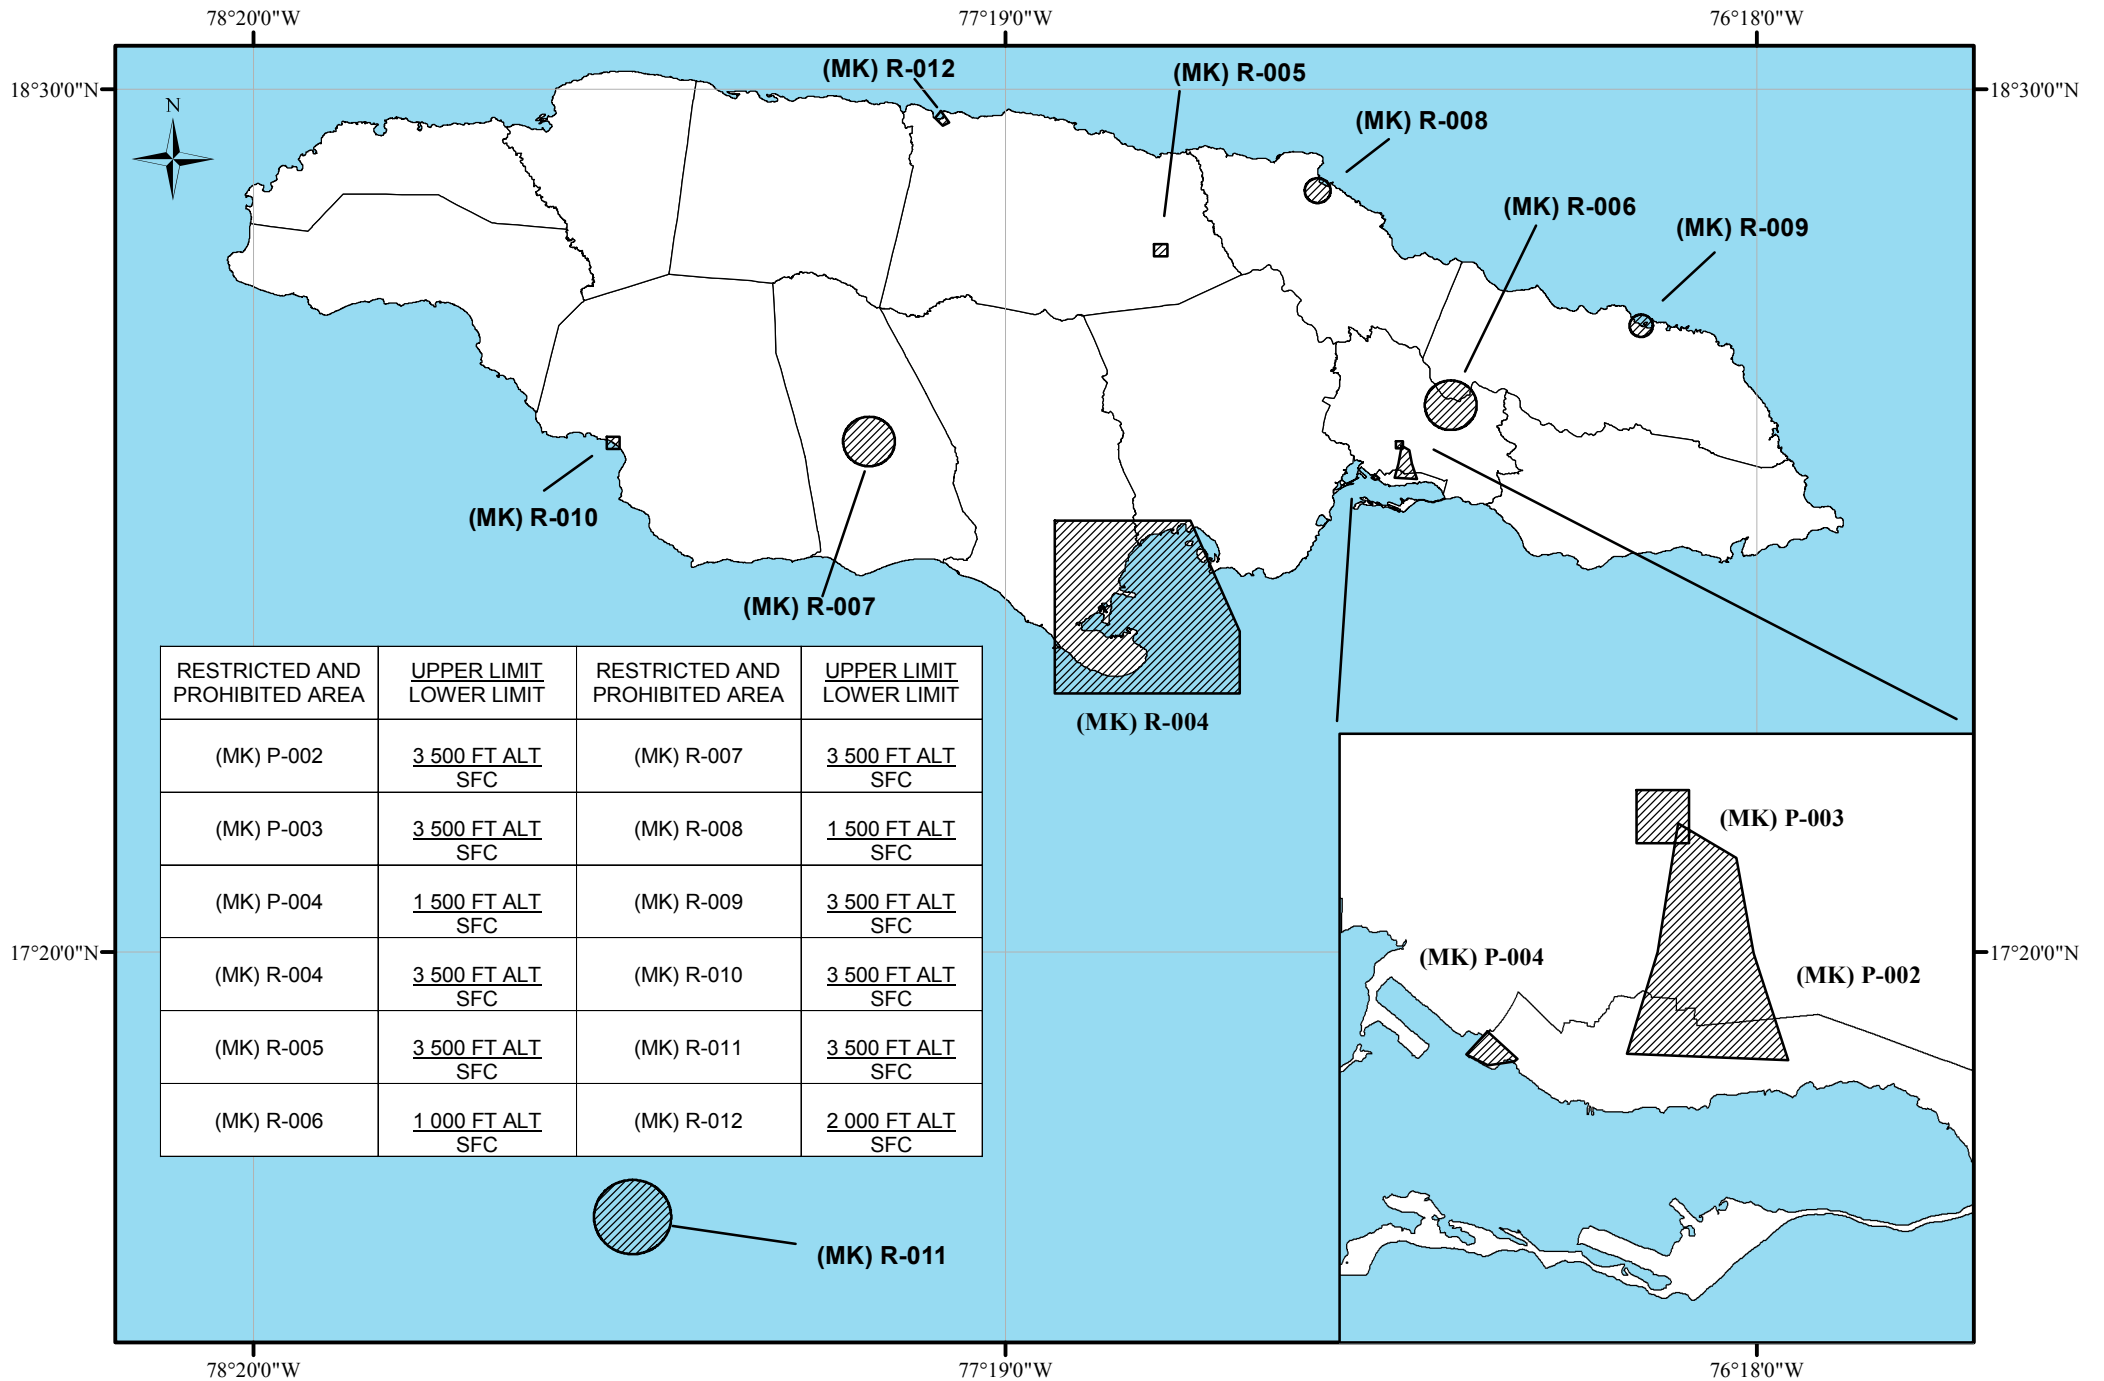 78°20'0"W
77°19'0"W
76°18'0"W
18°30'0"N
18°30'0"N
N
(MK) R-012
(MK) R-005
(MK) R-008
(MK) R-006
(MK) R-009
(MK) R-010
(MK) R-007
(MK) R-004
RESTRICTED AND PROHIBITED AREA
UPPER LIMIT
LOWER LIMIT
RESTRICTED AND PROHIBITED AREA
UPPER LIMIT
LOWER LIMIT
(MK) P-002
3 500 FT ALT
SFC
(MK) R-007
3 500 FT ALT
SFC
(MK) P-003
3 500 FT ALT
SFC
(MK) R-008
1 500 FT ALT
SFC
(MK) P-004
1 500 FT ALT
SFC
(MK) R-009
3 500 FT ALT
SFC
(MK) R-004
3 500 FT ALT
SFC
(MK) R-010
3 500 FT ALT
SFC
(MK) R-005
3 500 FT ALT
SFC
(MK) R-011
3 500 FT ALT
SFC
(MK) R-006
1 000 FT ALT
SFC
(MK) R-012
2 000 FT ALT
SFC
(MK) P-003
(MK) P-004
(MK) P-002
17°20'0"N
17°20'0"N
(MK) R-011
78°20'0"W
77°19'0"W
76°18'0"W